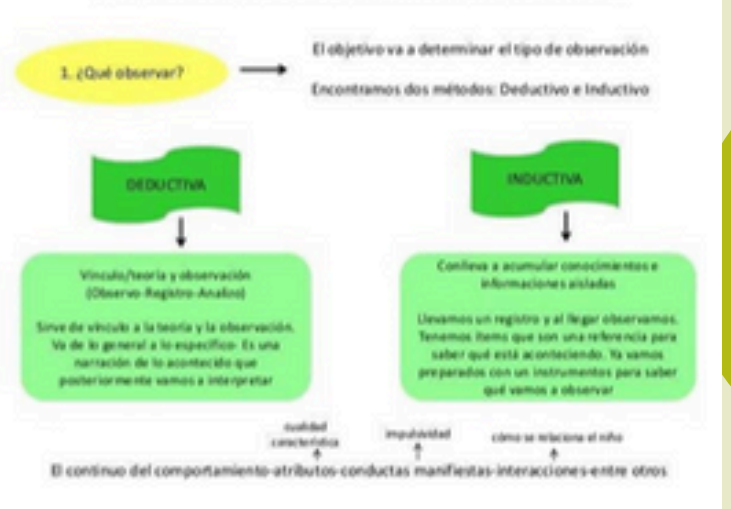 1. ¿Qué observar?
El objetivo va a determinar el tipo de observación
Encontramos dos métodos: Deductivo e Inductivo
DEDUCTIVA
INDUCTIVA
Vínculo/teoría y observación
(Observo-Registro-Analizo)
Sirve de vínculo a la teoría y la observación.
Va de lo general a lo específico- Es una
narración de lo acontecido que
posteriormente vamos a interpretar
Conlleva a acumular conocimientos e
informaciones aisladas
Llevamos un registro y al llegar observamos.
Tenemos ítems que son una referencia para
saber qué está aconteciendo. Ya vamos
preparados con un instrumentos para saber
qué vamos a observar
cualidad
característica
impulsividad
cómo se relaciona el niño
El continuo del comportamiento-atributos-conductas manifiestas-interacciones-entre otros